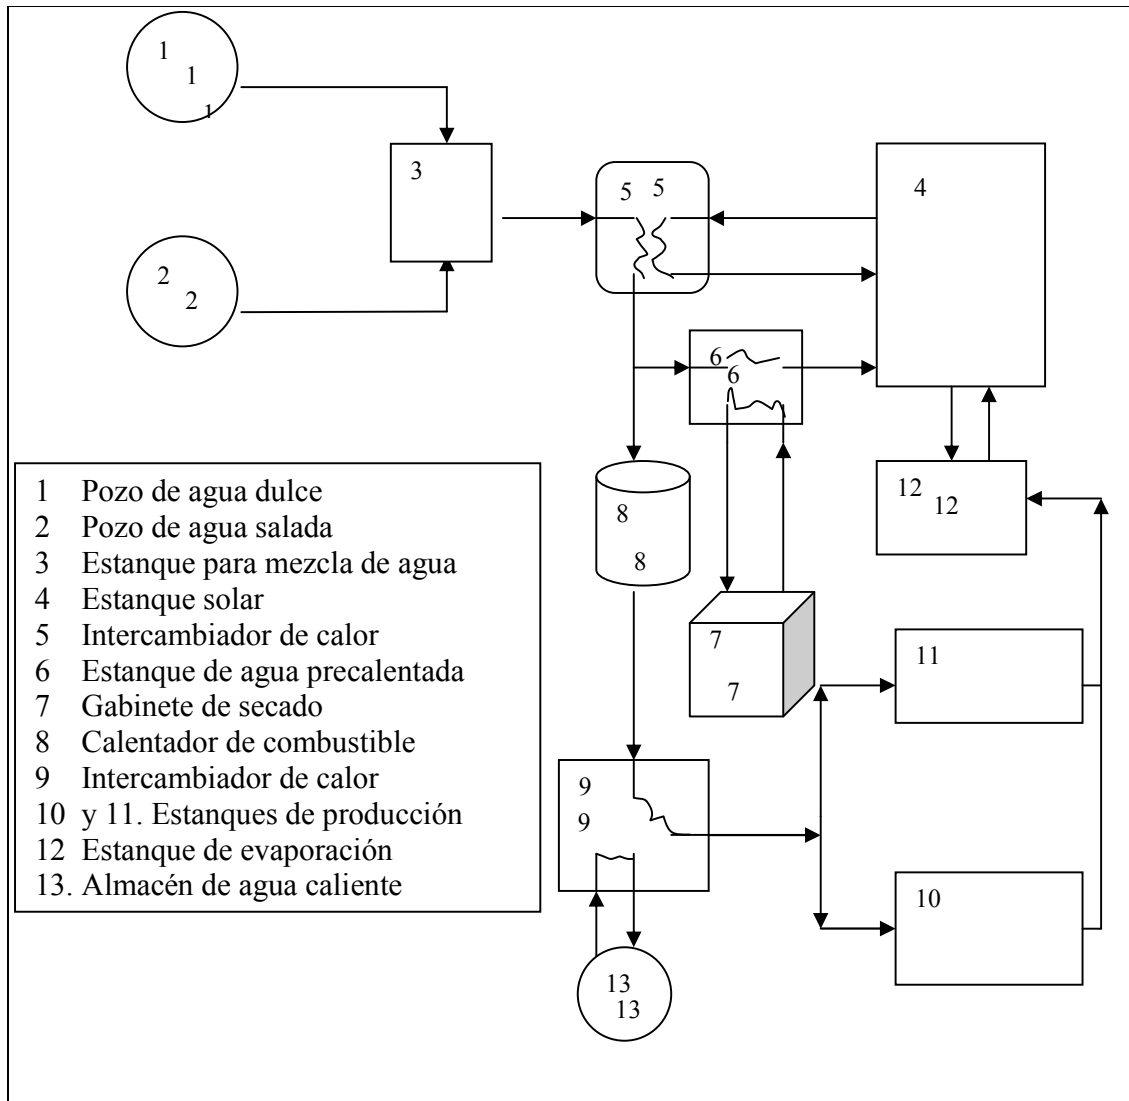 1
1
1
3
5 5
4
2
2
6
6
12
12
8
8
7
7
11
9
9
10
13
13
1 Pozo de agua dulce
2 Pozo de agua salada
3 Estanque para mezcla de agua
4 Estanque solar
5 Intercambiador de calor
6 Estanque de agua precalentada
7 Gabinete de secado
8 Calentador de combustible
9 Intercambiador de calor
10 y 11. Estanques de producción
12 Estanque de evaporación
13. Almacén de agua caliente